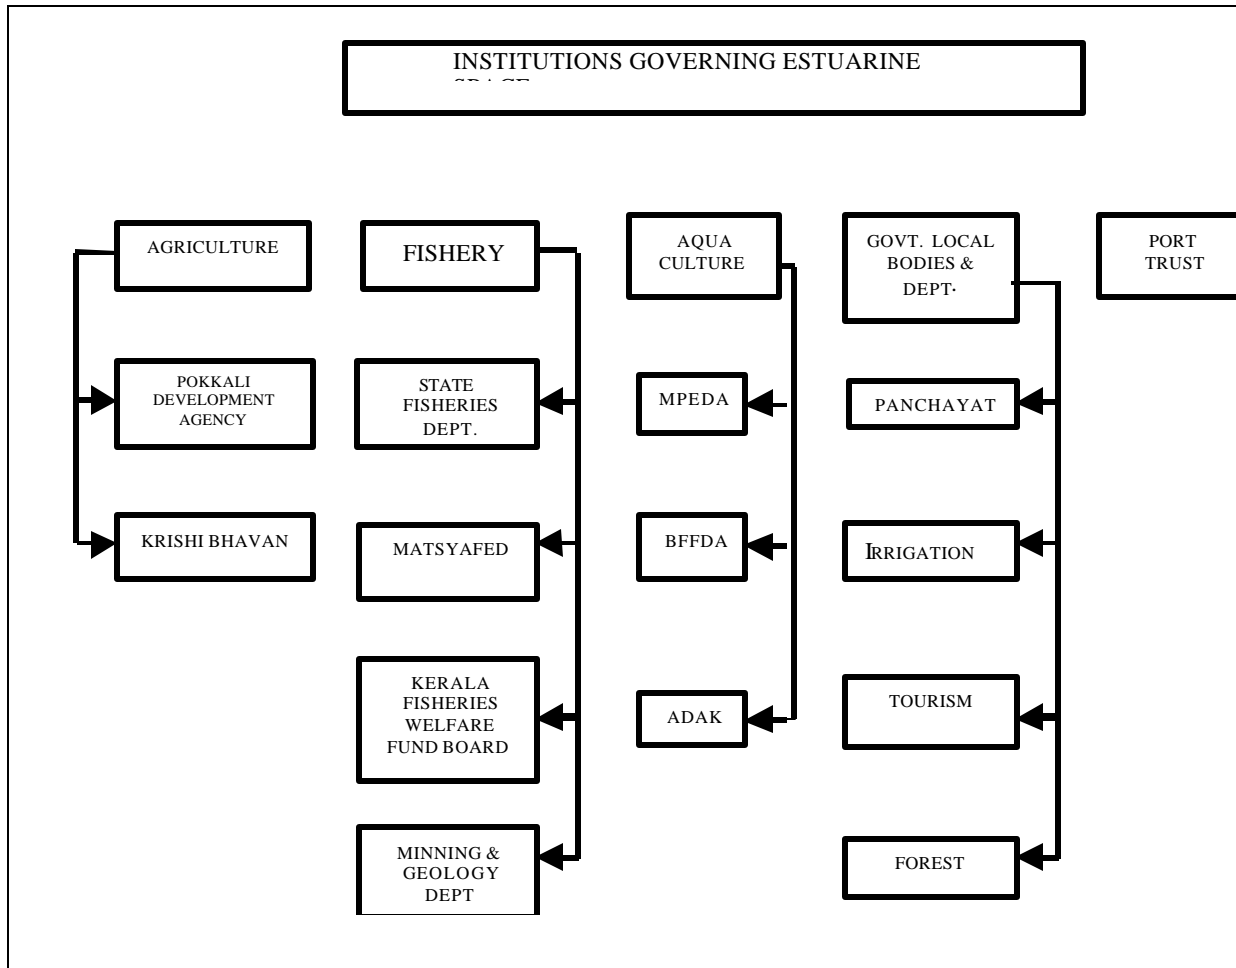 INSTITUTIONS GOVERNING ESTUARINE
SPACE
AGRICULTURE
FISHERY
AQUA
CULTURE
GOVT. LOCAL
BODIES &
DEPT.
PORT
TRUST
POKKALI
DEVELOPMENT
AGENCY
STATE
FISHERIES
DEPT.
MPEDA
PANCHAYAT
KRISHI BHAVAN
MATSYAFED
BFFDA
IRRIGATION
KERALA
FISHERIES
WELFARE
FUND BOARD
ADAK
TOURISM
MINNING &
GEOLOGY
DEPT
FOREST